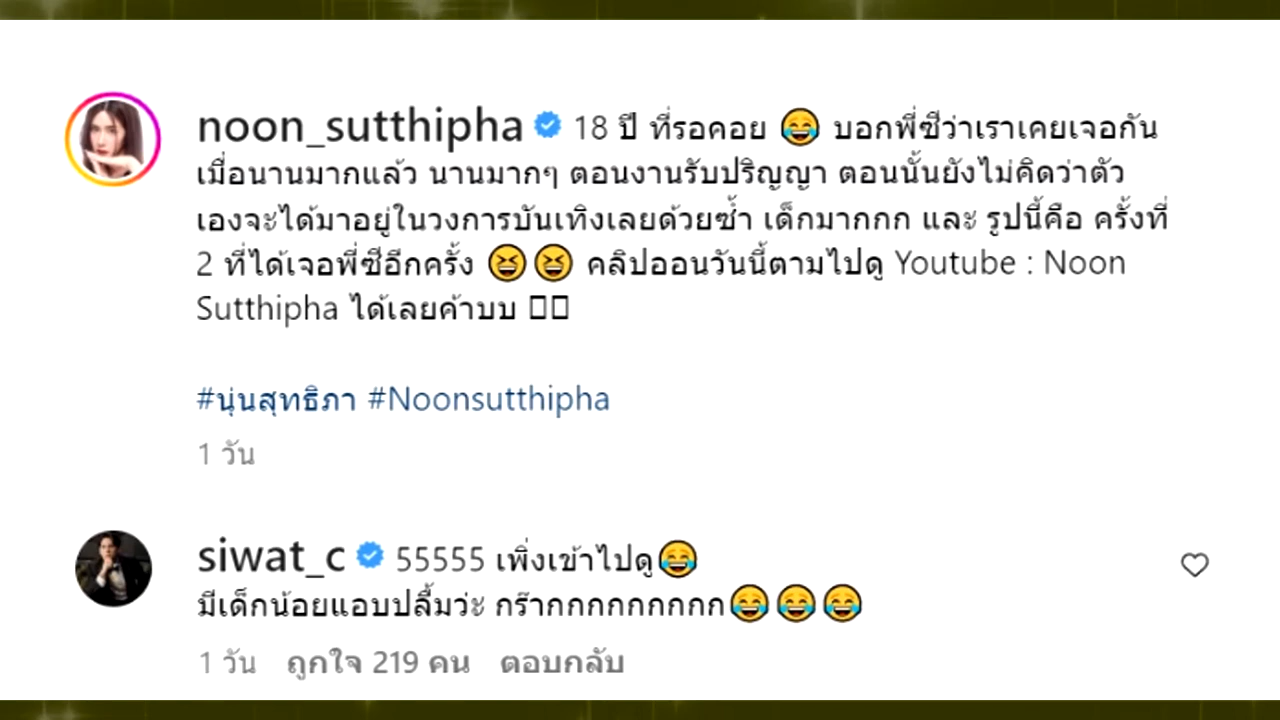 noon_sutthipha 18 ปี ที่รอคอย 😂 บอกพี่ซีว่าเราเคยเจอกัน
เมื่อนานมากแล้ว นานมากๆ ตอนงานรับปริญญา ตอนนั้นยังไม่คิดว่าตัว
เองจะได้มาอยู่ในวงการบันเทิงเลยด้วยซ้ำ เด็กมากกก และ รูปนี้คือ ครั้งที่
2 ที่ได้เจอพี่ซีอีกครั้ง 😆😆 คลิปออนวันนี้ตามไปดู Youtube : Noon
Sutthipha ได้เลยค้าบบ
#นุ่นสุทธิภา #Noonsutthipha
1 วัน
siwat_c 55555 เพิ่งเข้าไปดู😂
มีเด็กน้อยแอบปลื้มว่ะ กร๊ากกกกกกกกก😂😂😂
1 วัน ถูกใจ 219 คน ตอบกลับ